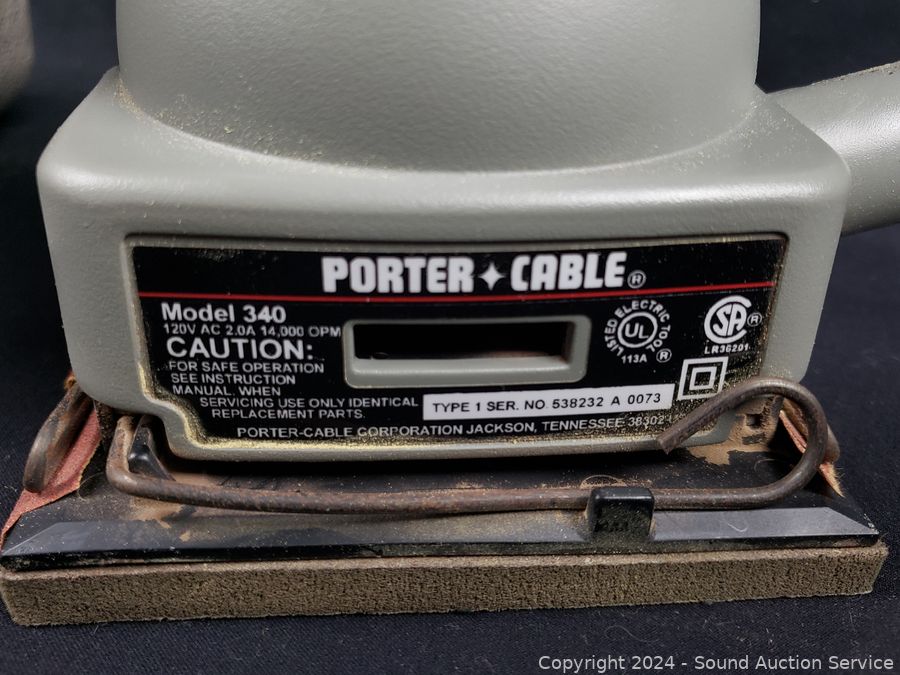 PORTER+CABLE®
Model 340
120V AC 2.0A 14,000 OPM
CAUTION:
FOR SAFE OPERATION
SEE INSTRUCTION
MANUAL. WHEN
SERVICING USE ONLY IDENTICAL
REPLACEMENT PARTS.
LISTED ELECTRIC TOOL
UL ®
113A
SA ®
LR36201
TYPE 1 SER. NO. 538232 A 0073
PORTER-CABLE CORPORATION JACKSON, TENNESSEE 38302
Copyright © 2024 - Sound Auction Service